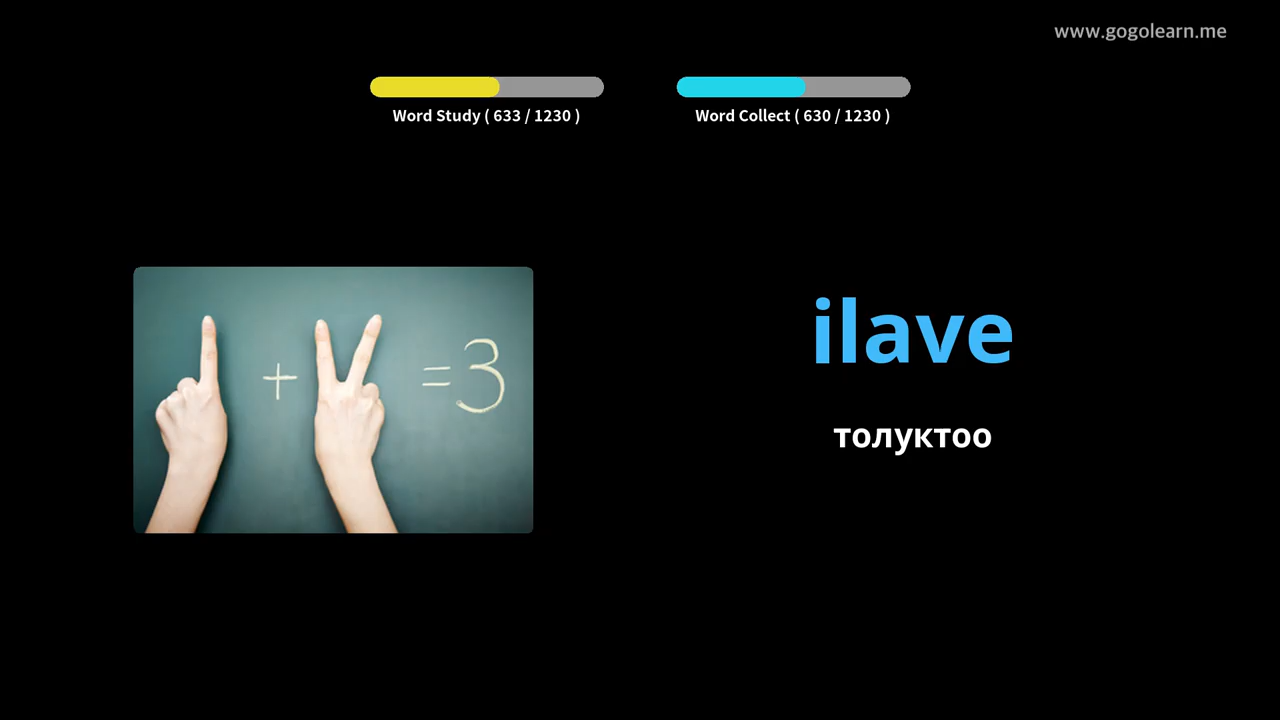 www.gogolearn.me
Word Study ( 633 / 1230 )
Word Collect ( 630 / 1230 )
+ = 3
ilave
толуктоо